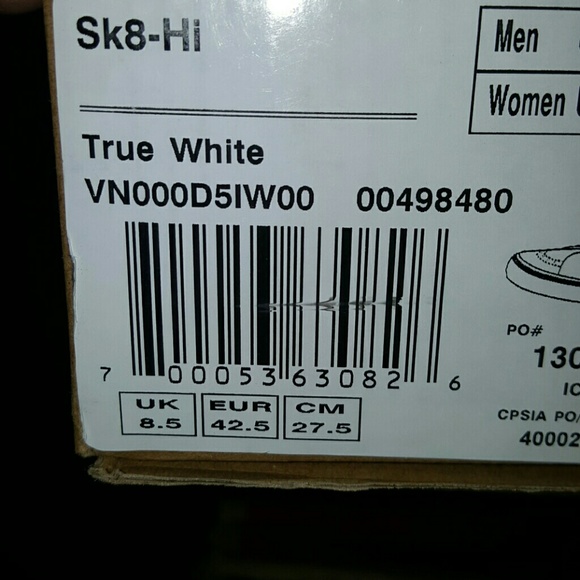 Sk8-Hi
Men
Women
True White
VN000D5IW00 00498480
7 00053 63082 6
UK EUR CM
8.5 42.5 27.5
PO#
130
CPSIA PO/
40002